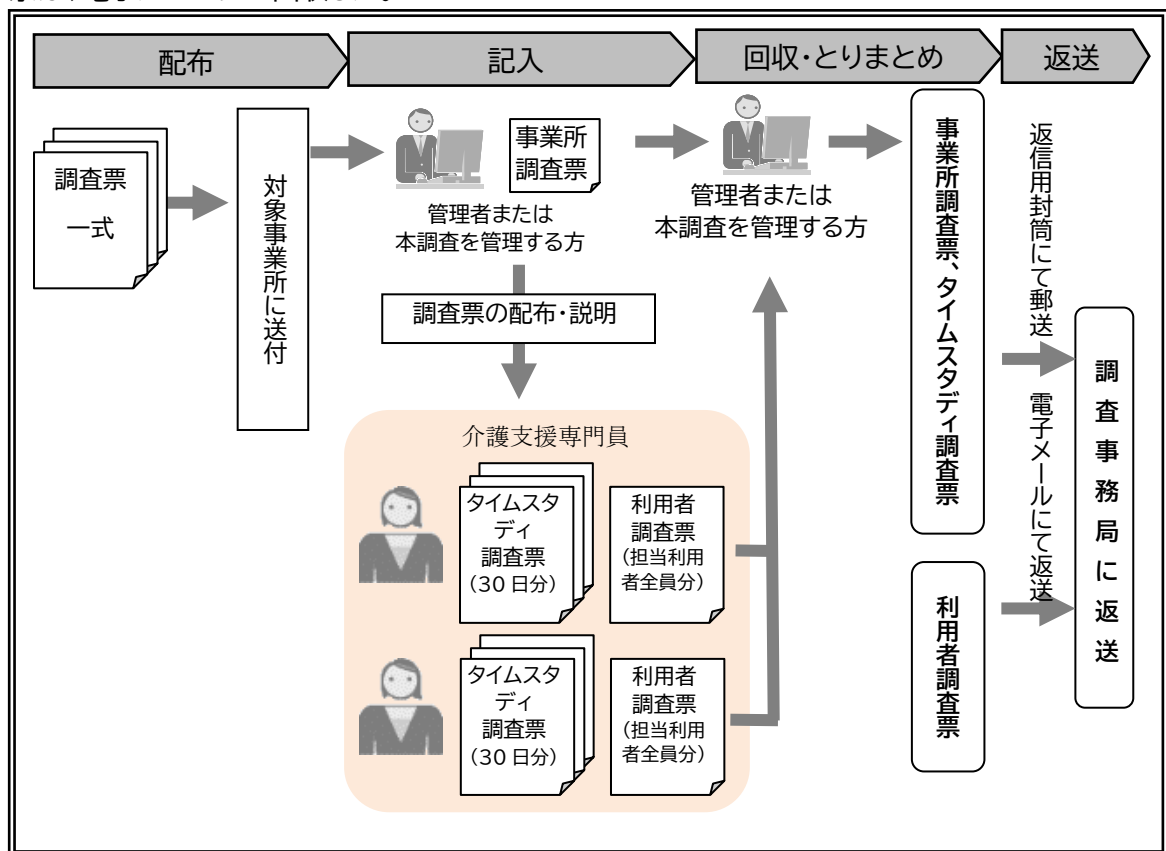 配布
記入
回収・とりまとめ
返送
調査票
一式
対象事業所に送付
事業所
調査票
管理者または
本調査を管理する方
調査票の配布・説明
介護支援専門員
タイムスタ
ディ
調査票
（30日分）
利用者
調査票
（担当利用
者全員分）
タイムスタ
ディ
調査票
（30日分）
利用者
調査票
（担当利用
者全員分）
管理者または
本調査を管理する方
事業所調査票、タイムスタディ調査票
利用者調査票
返信用封筒にて郵送
電子メールにて返送
調査事務局に返送